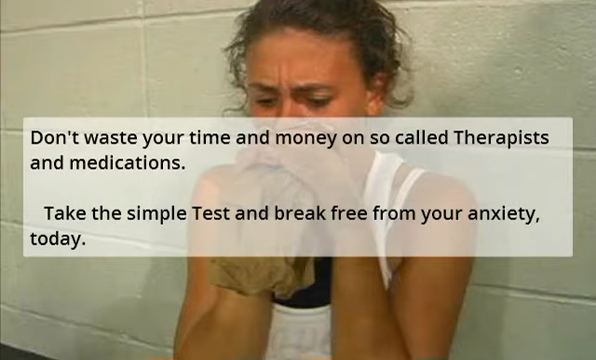 Don't waste your time and money on so called Therapists
and medications.
Take the simple Test and break free from your anxiety,
today.